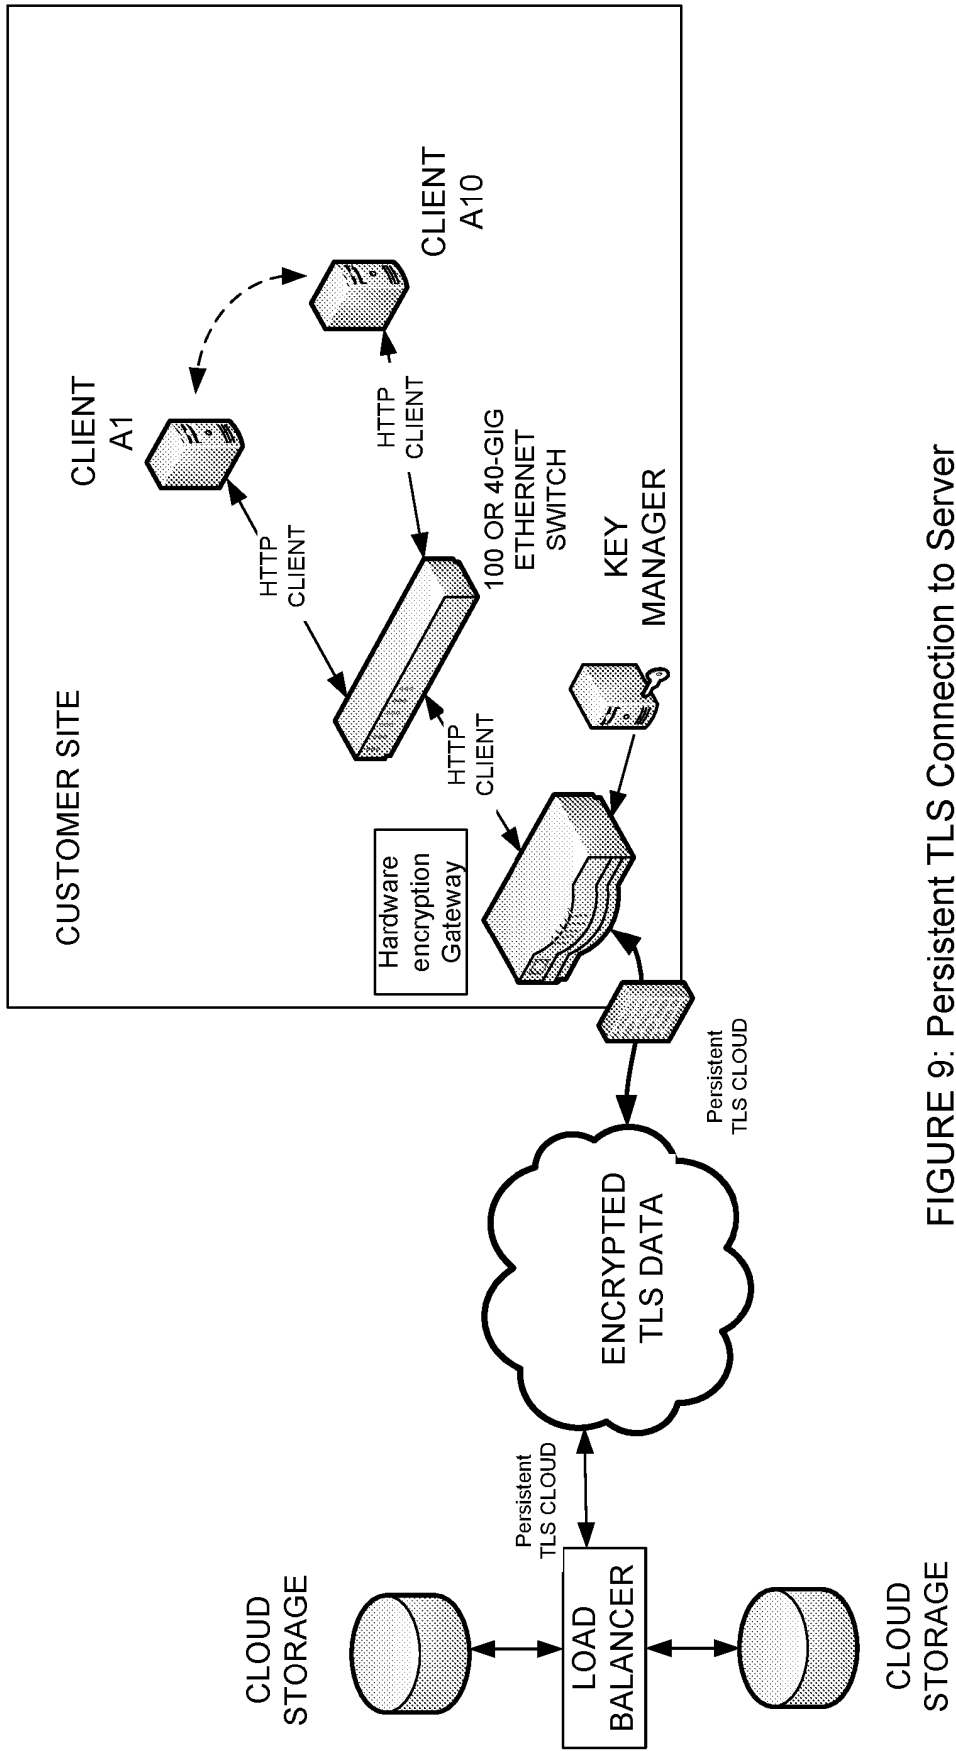 CUSTOMER SITE
CLIENT
A1
CLIENT
A10
HTTP
CLIENT
HTTP
CLIENT
100 OR 40-GIG
ETHERNET
SWITCH
HTTP
CLIENT
KEY
MANAGER
Hardware
encryption
Gateway
Persistent
TLS CLOUD
ENCRYPTED
TLS DATA
Persistent
TLS CLOUD
CLOUD
STORAGE
LOAD
BALANCER
CLOUD
STORAGE
FIGURE 9: Persistent TLS Connection to Server